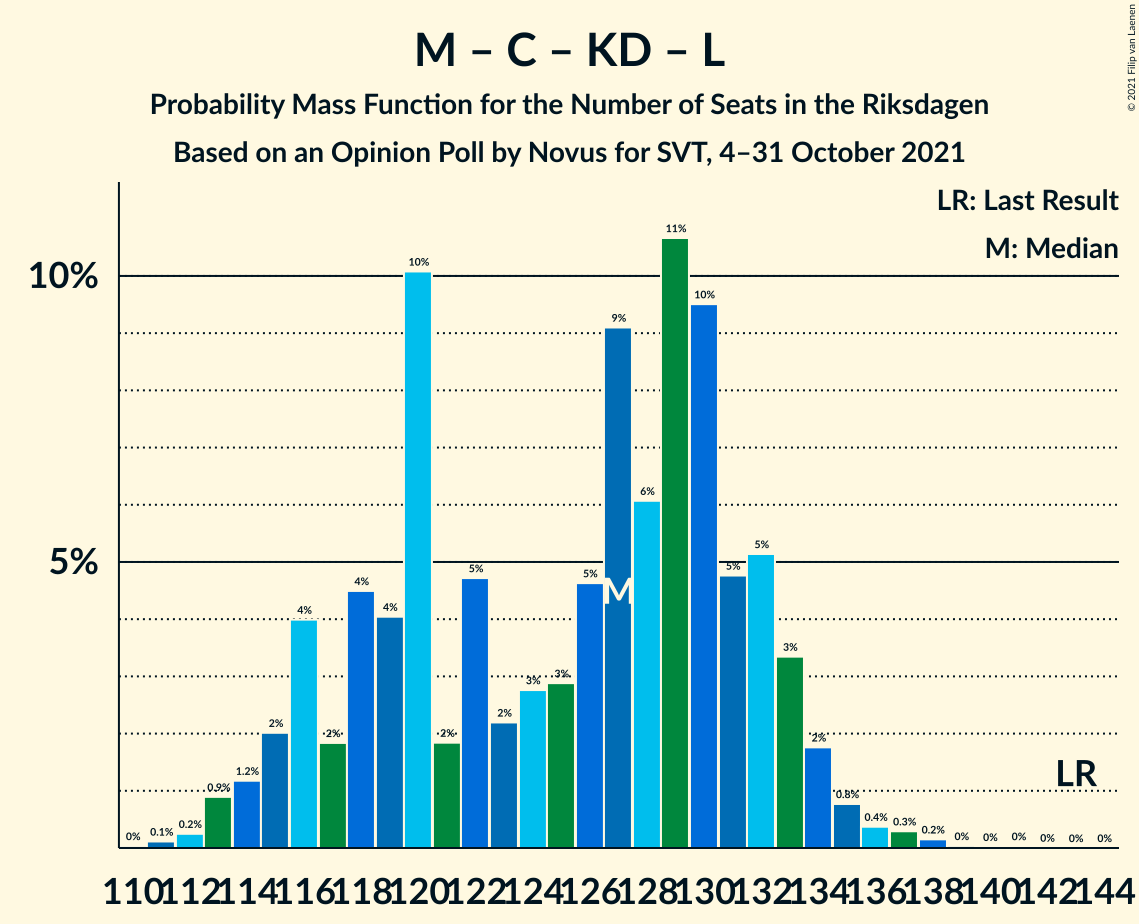 M – C – KD – L
Probability Mass Function for the Number of Seats in the Riksdagen
Based on an Opinion Poll by Novus for SVT, 4–31 October 2021
© 2021 Filip van Laenen
LR: Last Result
M: Median
10%
5%
0% 0.1% 0.2% 0.9% 1.2% 2% 4% 2% 4% 4% 10% 2% 5% 2% 3% 3% 5% 9% 6% 11% 10% 5% 5% 3% 2% 0.8% 0.4% 0.3% 0.2% 0% 0% 0% 0% 0% 0%
M
LR
110 112 114 116 118 120 122 124 126 128 130 132 134 136 138 140 142 144